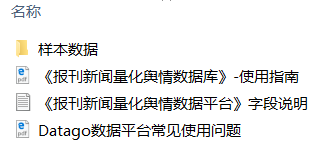 名称
样本数据
《报刊新闻量化舆情数据库》-使用指南
《报刊新闻量化舆情数据平台》字段说明
Datago数据平台常见使用问题